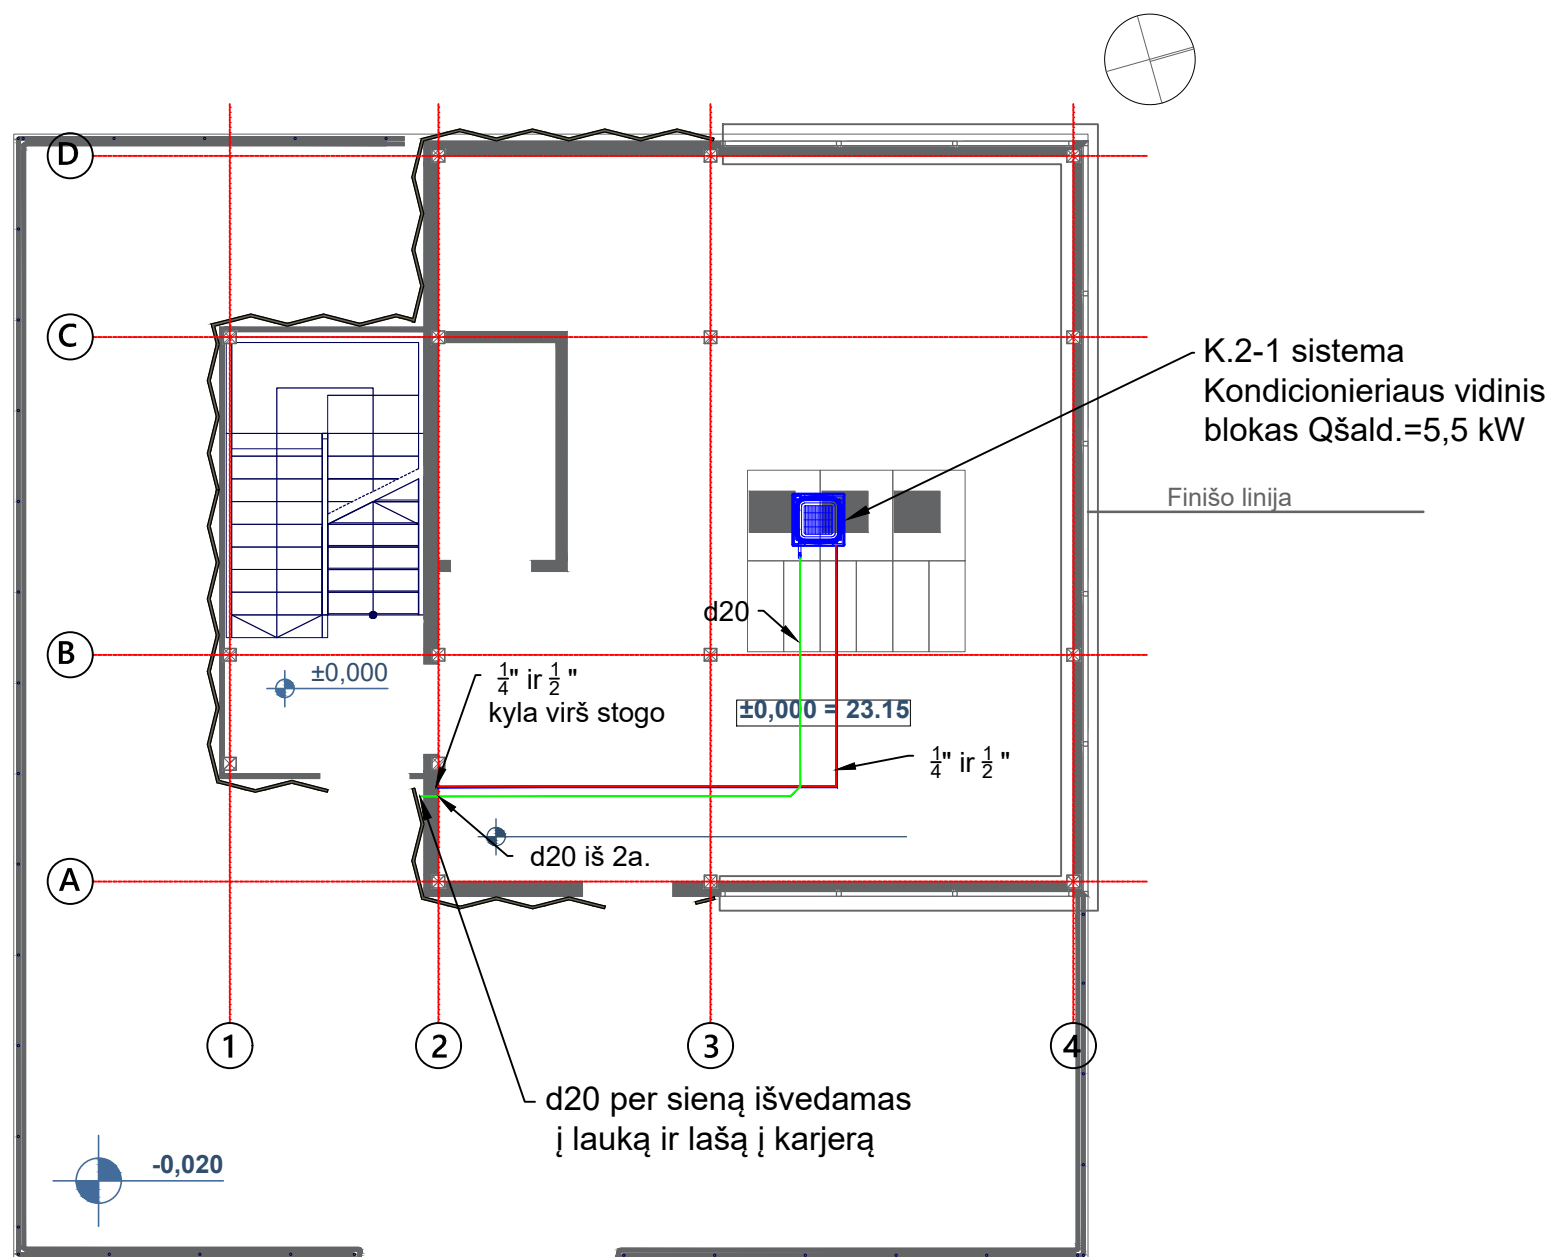 D
C
K.2-1 sistema
Kondicionieriaus vidinis
blokas Qšald.=5,5 kW
Finišo linija
d20
B
±0,000
1/4" ir 1/2 "
kyla virš stogo
±0,000 = 23.15
1/4" ir 1/2 "
d20 iš 2a.
A
1
2
3
4
d20 per sieną išvedamas
į lauką ir lašą į karjerą
-0,020